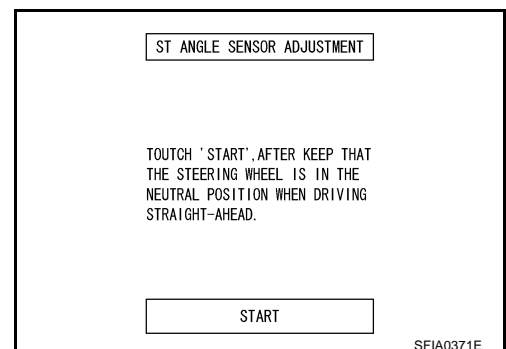 ST ANGLE SENSOR ADJUSTMENT
TOUTCH 'START',AFTER KEEP THAT
THE STEERING WHEEL IS IN THE
NEUTRAL POSITION WHEN DRIVING
STRAIGHT-AHEAD.
START
SFIA0371E